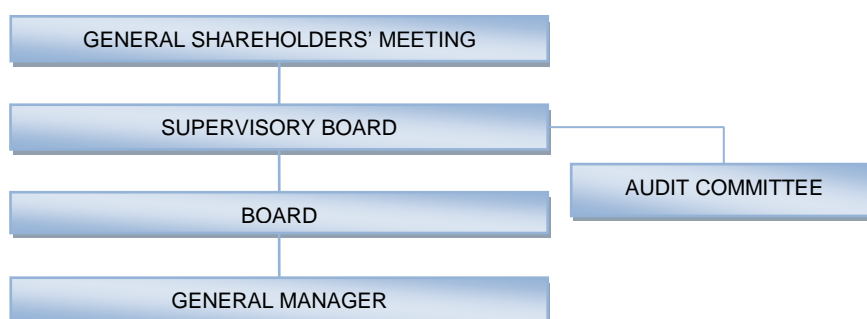 GENERAL SHAREHOLDERS’ MEETING
SUPERVISORY BOARD
AUDIT COMMITTEE
BOARD
GENERAL MANAGER